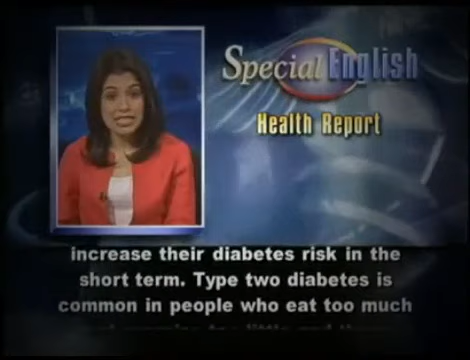 Special English
Health Report
increase their diabetes risk in the
short term. Type two diabetes is
common in people who eat too much